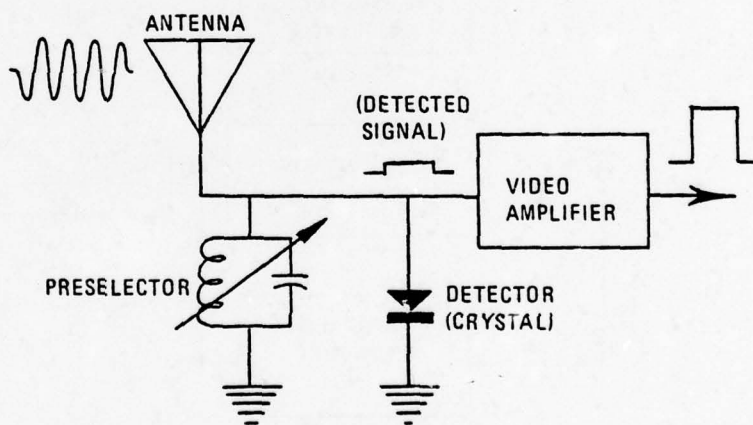 ANTENNA
(DETECTED
SIGNAL)
VIDEO
AMPLIFIER
PRESELECTOR
DETECTOR
(CRYSTAL)